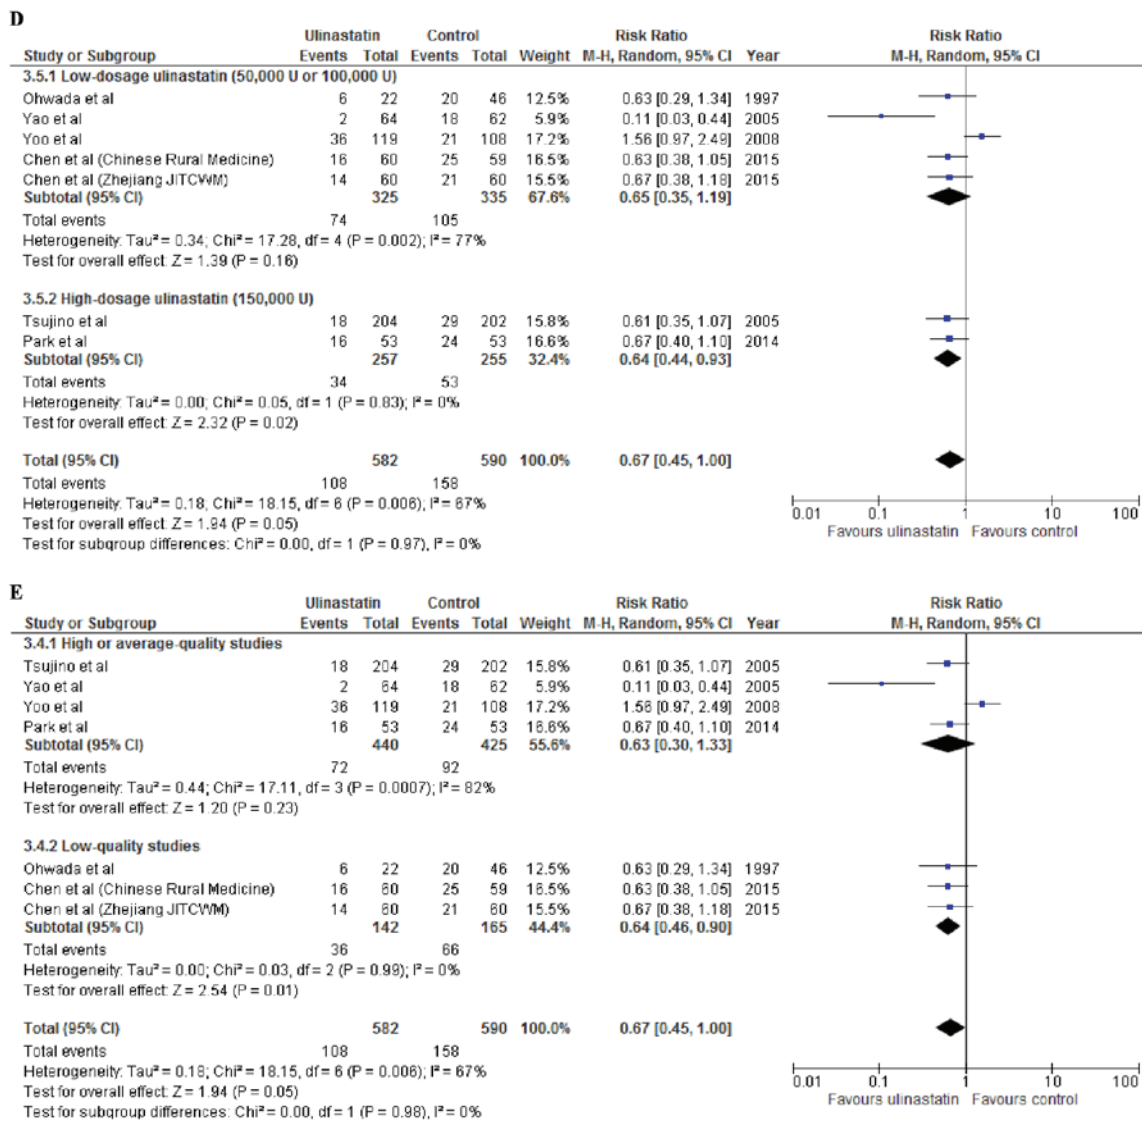 D
Ulinastatin Control Risk Ratio Risk Ratio
Study or Subgroup Events Total Events Total Weight M-H, Random, 95% CI Year M-H, Random, 95% CI
3.5.1 Low-dosage ulinastatin (50,000 U or 100,000 U)
Ohwada et al 6 22 20 46 12.5% 0.63 [0.29, 1.34] 1997
Yao et al 2 64 18 62 5.9% 0.11 [0.03, 0.44] 2005
Yoo et al 36 119 21 108 17.2% 1.56 [0.97, 2.49] 2008
Chen et al (Chinese Rural Medicine) 16 60 25 59 16.5% 0.63 [0.38, 1.05] 2015
Chen et al (Zhejiang JITCWM) 14 60 21 60 15.5% 0.67 [0.38, 1.18] 2015
Subtotal (95% CI) 325 335 67.6% 0.65 [0.35, 1.19]
Total events 74 105
Heterogeneity: Tau² = 0.34; Chi² = 17.28, df = 4 (P = 0.002); I² = 77%
Test for overall effect: Z = 1.39 (P = 0.16)
3.5.2 High-dosage ulinastatin (150,000 U)
Tsujino et al 18 204 29 202 15.8% 0.61 [0.35, 1.07] 2005
Park et al 16 53 24 53 16.6% 0.67 [0.40, 1.10] 2014
Subtotal (95% CI) 257 255 32.4% 0.64 [0.44, 0.93]
Total events 34 53
Heterogeneity: Tau² = 0.00; Chi² = 0.05, df = 1 (P = 0.83); I² = 0%
Test for overall effect: Z = 2.32 (P = 0.02)
Total (95% CI) 582 590 100.0% 0.67 [0.45, 1.00]
Total events 108 158
Heterogeneity: Tau² = 0.18; Chi² = 18.15, df = 6 (P = 0.006); I² = 67%
Test for overall effect: Z = 1.94 (P = 0.05)
Test for subgroup differences: Chi² = 0.00, df = 1 (P = 0.97), I² = 0%
0.01 0.1 1 10 100
Favours ulinastatin Favours control
E
Ulinastatin Control Risk Ratio Risk Ratio
Study or Subgroup Events Total Events Total Weight M-H, Random, 95% CI Year M-H, Random, 95% CI
3.4.1 High or average-quality studies
Tsujino et al 18 204 29 202 15.8% 0.61 [0.35, 1.07] 2005
Yao et al 2 64 18 62 5.9% 0.11 [0.03, 0.44] 2005
Yoo et al 36 119 21 108 17.2% 1.56 [0.97, 2.49] 2008
Park et al 16 53 24 53 16.6% 0.67 [0.40, 1.10] 2014
Subtotal (95% CI) 440 425 55.6% 0.63 [0.30, 1.33]
Total events 72 92
Heterogeneity: Tau² = 0.44; Chi² = 17.11, df = 3 (P = 0.0007); I² = 82%
Test for overall effect: Z = 1.20 (P = 0.23)
3.4.2 Low-quality studies
Ohwada et al 6 22 20 46 12.5% 0.63 [0.29, 1.34] 1997
Chen et al (Chinese Rural Medicine) 16 60 25 59 16.5% 0.63 [0.38, 1.05] 2015
Chen et al (Zhejiang JITCWM) 14 60 21 60 15.5% 0.67 [0.38, 1.18] 2015
Subtotal (95% CI) 142 165 44.4% 0.64 [0.46, 0.90]
Total events 36 66
Heterogeneity: Tau² = 0.00; Chi² = 0.03, df = 2 (P = 0.99); I² = 0%
Test for overall effect: Z = 2.54 (P = 0.01)
Total (95% CI) 582 590 100.0% 0.67 [0.45, 1.00]
Total events 108 158
Heterogeneity: Tau² = 0.18; Chi² = 18.15, df = 6 (P = 0.006); I² = 67%
Test for overall effect: Z = 1.94 (P = 0.05)
Test for subgroup differences: Chi² = 0.00, df = 1 (P = 0.98), I² = 0%
0.01 0.1 1 10 100
Favours ulinastatin Favours control